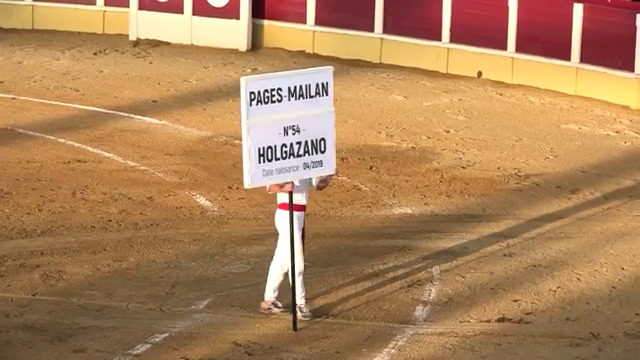 PAGES-MAILAN
- N°54 -
HOLGAZANO
Date naissance : 04/2019